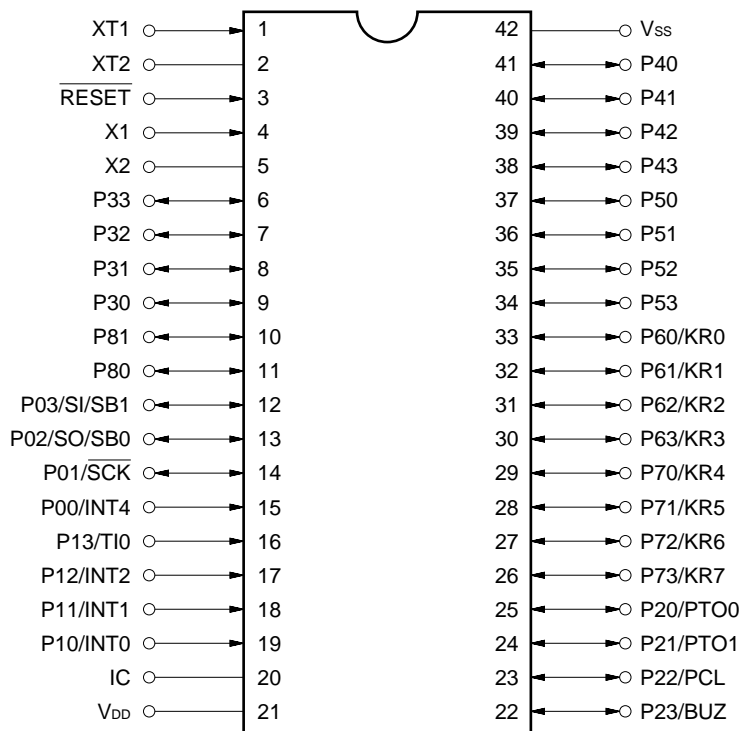 XT1 1 42 Vss
XT2 2 41 P40
RESET 3 40 P41
X1 4 39 P42
X2 5 38 P43
P33 6 37 P50
P32 7 36 P51
P31 8 35 P52
P30 9 34 P53
P81 10 33 P60/KR0
P80 11 32 P61/KR1
P03/SI/SB1 12 31 P62/KR2
P02/SO/SB0 13 30 P63/KR3
P01/SCK 14 29 P70/KR4
P00/INT4 15 28 P71/KR5
P13/TI0 16 27 P72/KR6
P12/INT2 17 26 P73/KR7
P11/INT1 18 25 P20/PTO0
P10/INT0 19 24 P21/PTO1
IC 20 23 P22/PCL
VDD 21 22 P23/BUZ